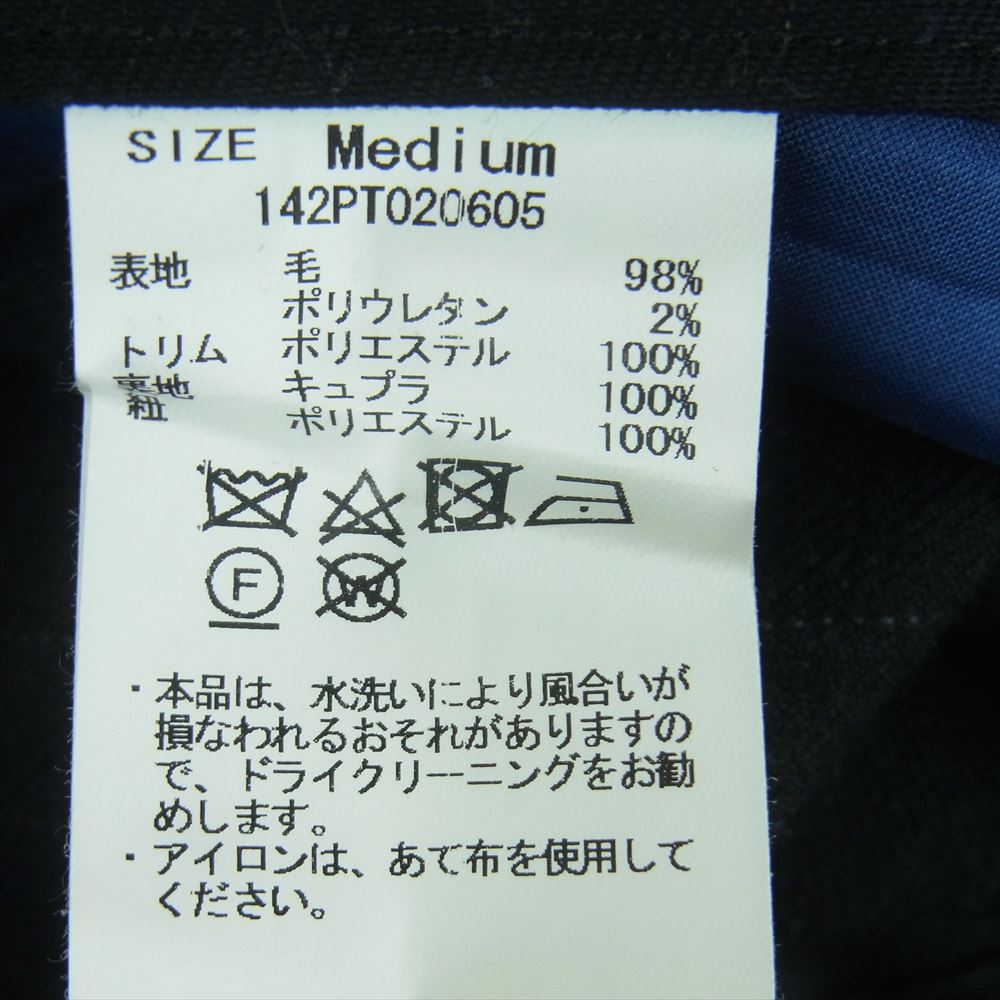 SIZE Medium
142PT020605
表地 毛 98%
ポリウレタン 2%
トリム ポリエステル 100%
裏地 キュプラ 100%
紐 ポリエステル 100%
F W
・本品は、水洗いにより風合いが
損なわれるおそれがありますの
で、ドライクリーニングをお勧
めします。
・アイロンは、あて布を使用して
ください。